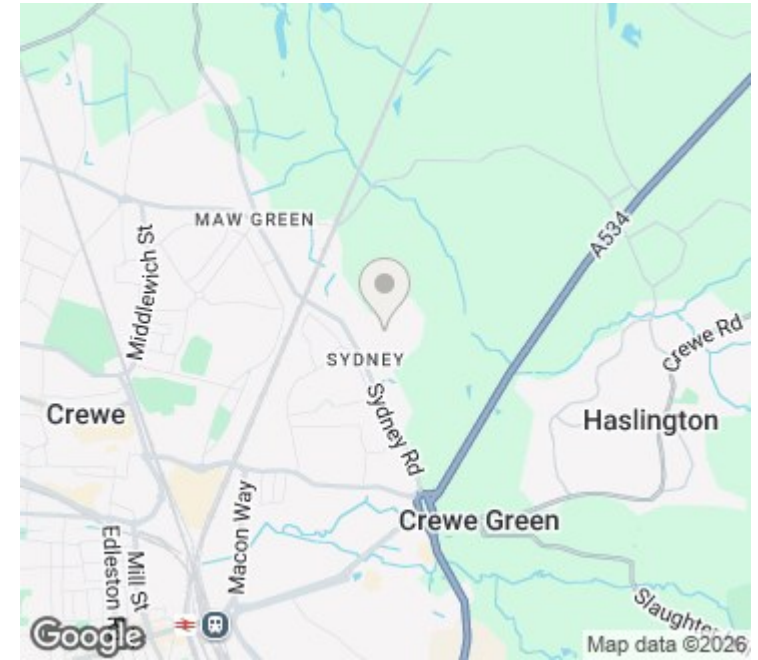 MAW GREEN
A534
Middlewich St
Crewe Rd
SYDNEY
Sydney Rd
Crewe
Haslington
Crewe Green
Macon Way
Mill St
Edleston
Google
Map data ©2026